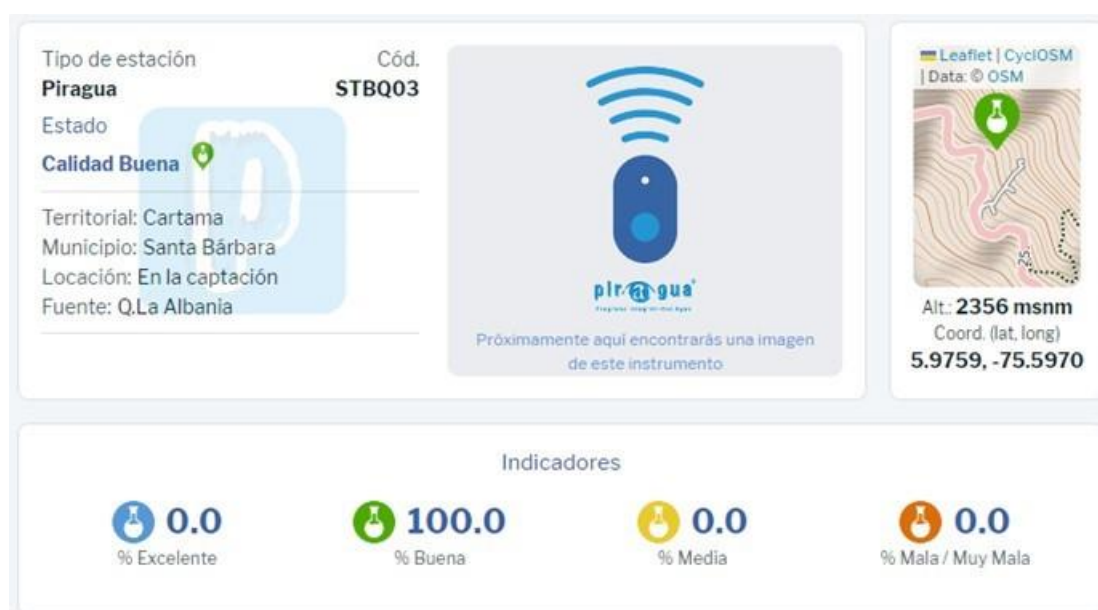 Tipo de estación Cód.
Piragua STBQ03
Estado
Calidad Buena
Territorial: Cartama
Municipio: Santa Bárbara
Locación: En la captación
Fuente: Q.La Albania
piragua
Próximamente aquí encontrarás una imagen
de este instrumento
Leaflet | CyclOSM
| Data: © OSM
25.
Alt.: 2356 msnm
Coord. (lat, long)
5.9759, -75.5970
Indicadores
0.0 100.0 0.0 0.0
% Excelente % Buena % Media % Mala / Muy Mala